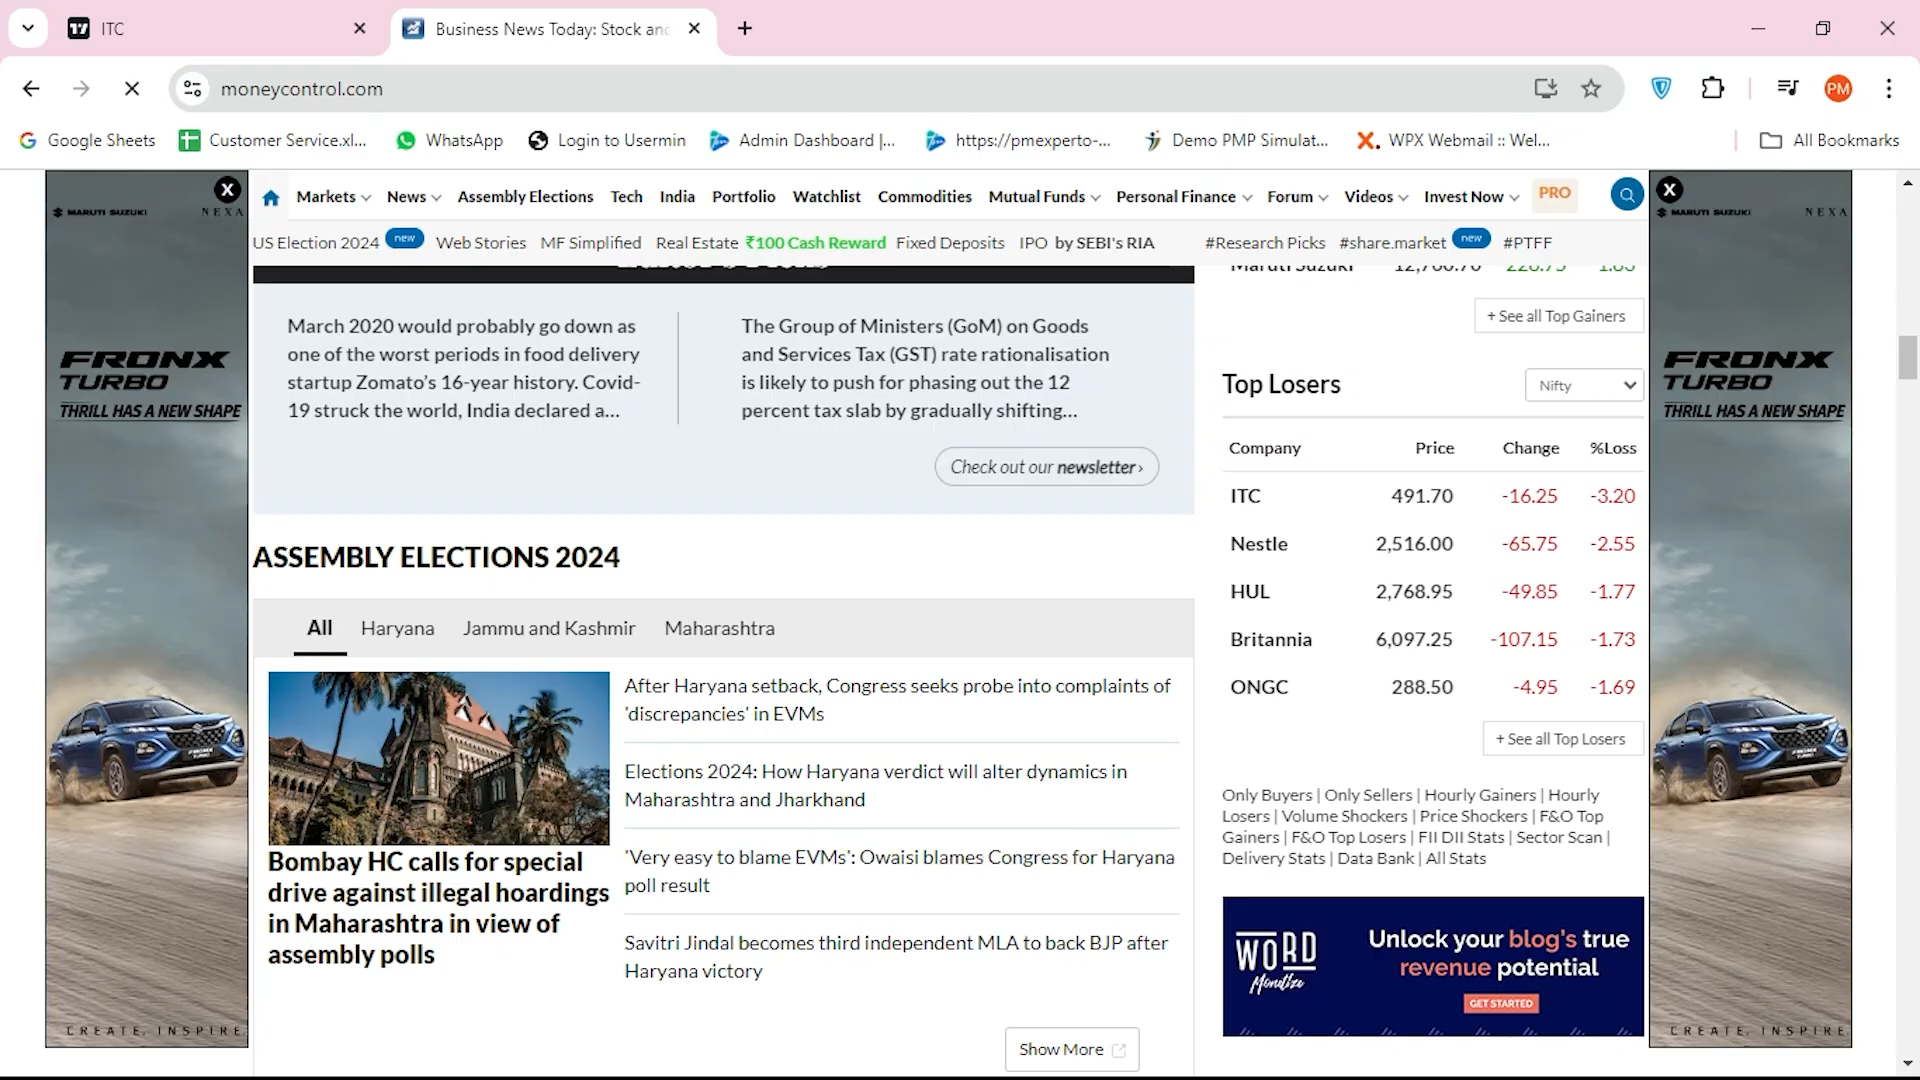 ITC
Business News Today: Stock and
moneycontrol.com
PM
Google Sheets
Customer Service.xl...
WhatsApp
Login to Usermin
Admin Dashboard |...
https://pmexperto-...
Demo PMP Simulat...
WPX Webmail :: Wel...
All Bookmarks
X
MARUTI SUZUKI
NEXA
FRONX
TURBO
THRILL HAS A NEW SHAPE
CREATE. INSPIRE
Markets
News
Assembly Elections
Tech
India
Portfolio
Watchlist
Commodities
Mutual Funds
Personal Finance
Forum
Videos
Invest Now
PRO
US Election 2024
new
Web Stories
MF Simplified
Real Estate
₹100 Cash Reward
Fixed Deposits
IPO
by SEBI's RIA
#Research Picks
#share.market
new
#PTFF
March 2020 would probably go down as
one of the worst periods in food delivery
startup Zomato's 16-year history. Covid-
19 struck the world, India declared a...
The Group of Ministers (GoM) on Goods
and Services Tax (GST) rate rationalisation
is likely to push for phasing out the 12
percent tax slab by gradually shifting...
Check out our newsletter ›
ASSEMBLY ELECTIONS 2024
All
Haryana
Jammu and Kashmir
Maharashtra
Bombay HC calls for special
drive against illegal hoardings
in Maharashtra in view of
assembly polls
After Haryana setback, Congress seeks probe into complaints of
'discrepancies' in EVMs
Elections 2024: How Haryana verdict will alter dynamics in
Maharashtra and Jharkhand
'Very easy to blame EVMs': Owaisi blames Congress for Haryana
poll result
Savitri Jindal becomes third independent MLA to back BJP after
Haryana victory
Show More
Maruti Suzuki
+ See all Top Gainers
Top Losers
Nifty
Company Price Change %Loss
ITC 491.70 -16.25 -3.20
Nestle 2,516.00 -65.75 -2.55
HUL 2,768.95 -49.85 -1.77
Britannia 6,097.25 -107.15 -1.73
ONGC 288.50 -4.95 -1.69
+ See all Top Losers
Only Buyers | Only Sellers | Hourly Gainers | Hourly
Losers | Volume Shockers | Price Shockers | F&O Top
Gainers | F&O Top Losers | FII DII Stats | Sector Scan |
Delivery Stats | Data Bank | All Stats
WORD
Monetize
Unlock your blog's true
revenue potential
GET STARTED
X
MARUTI SUZUKI
NEXA
FRONX
TURBO
THRILL HAS A NEW SHAPE
CREATE. INSPIRE